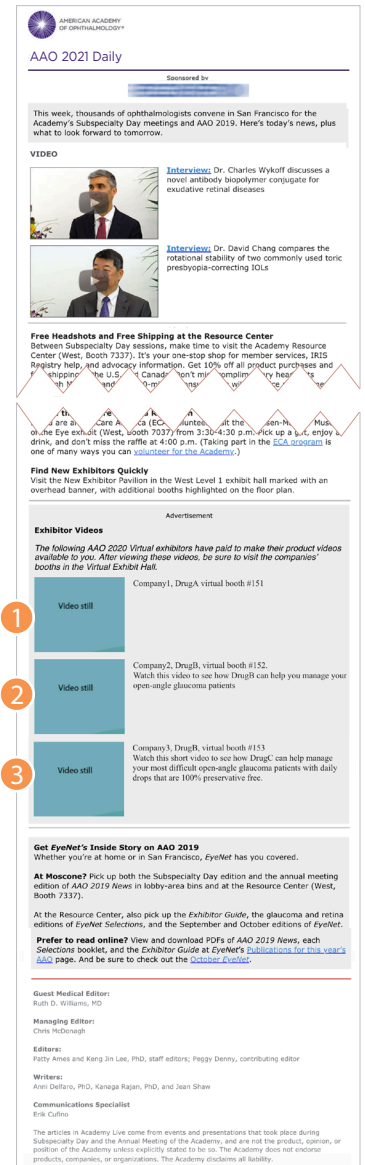 AMERICAN ACADEMY
OF OPHTHALMOLOGY®
AAO 2021 Daily
Sponsored by
This week, thousands of ophthalmologists convene in San Francisco for the
Academy's Subspecialty Day meetings and AAO 2019. Here's today's news, plus
what to look forward to tomorrow.
VIDEO
Interview: Dr. Charles Wykoff discusses a
novel antibody biopolymer conjugate for
exudative retinal diseases
Interview: Dr. David Chang compares the
rotational stability of two commonly used toric
presbyopia-correcting IOLs
Free Headshots and Free Shipping at the Resource Center
Between Subspecialty Day sessions, make time to visit the Academy Resource
Center (West, Booth 7337). It's your one-stop shop for member services, IRIS
Registry help, and advocacy information. Get 10% off all product purchases and
shipping the U.S. Canada
of the Eye exhibit (West, Booth 7037) from 3:30-4:30 p.m. Pick up a gift, enjoy a
drink, and don't miss the raffle at 4:00 p.m. (Taking part in the ECA program is
one of many ways you can volunteer for the Academy.)
Find New Exhibitors Quickly
Visit the New Exhibitor Pavilion in the West Level 1 exhibit hall marked with an
overhead banner, with additional booths highlighted on the floor plan.
Advertisement
Exhibitor Videos
The following AAO 2020 Virtual exhibitors have paid to make their product videos
available to you. After viewing these videos, be sure to visit the companies'
booths in the Virtual Exhibit Hall.
1
Video still
Company1, DrugA virtual booth #151
2
Video still
Company2, DrugB, virtual booth #152.
Watch this video to see how DrugB can help you manage your
open-angle glaucoma patients
3
Video still
Company3, DrugB, virtual booth #153
Watch this short video to see how DrugC can help manage
your most difficult open-angle glaucoma patients with daily
drops that are 100% preservative free.
Get EyeNet's Inside Story on AAO 2019
Whether you're at home or in San Francisco, EyeNet has you covered.
At Moscone? Pick up both the Subspecialty Day edition and the annual meeting
edition of AAO 2019 News in lobby-area bins and at the Resource Center (West,
Booth 7337).
At the Resource Center, also pick up the Exhibitor Guide, the glaucoma and retina
editions of EyeNet Selections, and the September and October editions of EyeNet.
Prefer to read online? View and download PDFs of AAO 2019 News, each
Selections booklet, and the Exhibitor Guide at EyeNet's Publications for this year's
AAO page. And be sure to check out the October EyeNet.
Guest Medical Editor:
Ruth D. Williams, MD
Managing Editor:
Chris McDonagh
Editors:
Patty Ames and Keng Jin Lee, PhD, staff editors; Peggy Denny, contributing editor
Writers:
Anni Delfaro, PhD, Kanaga Rajan, PhD, and Jean Shaw
Communications Specialist
Erik Cufino
The articles in Academy Live come from events and presentations that took place during
Subspecialty Day and the Annual Meeting of the Academy, and are not the product, opinion, or
position of the Academy unless explicitly stated to be so. The Academy does not endorse
products, companies, or organizations. The Academy disclaims all liability.